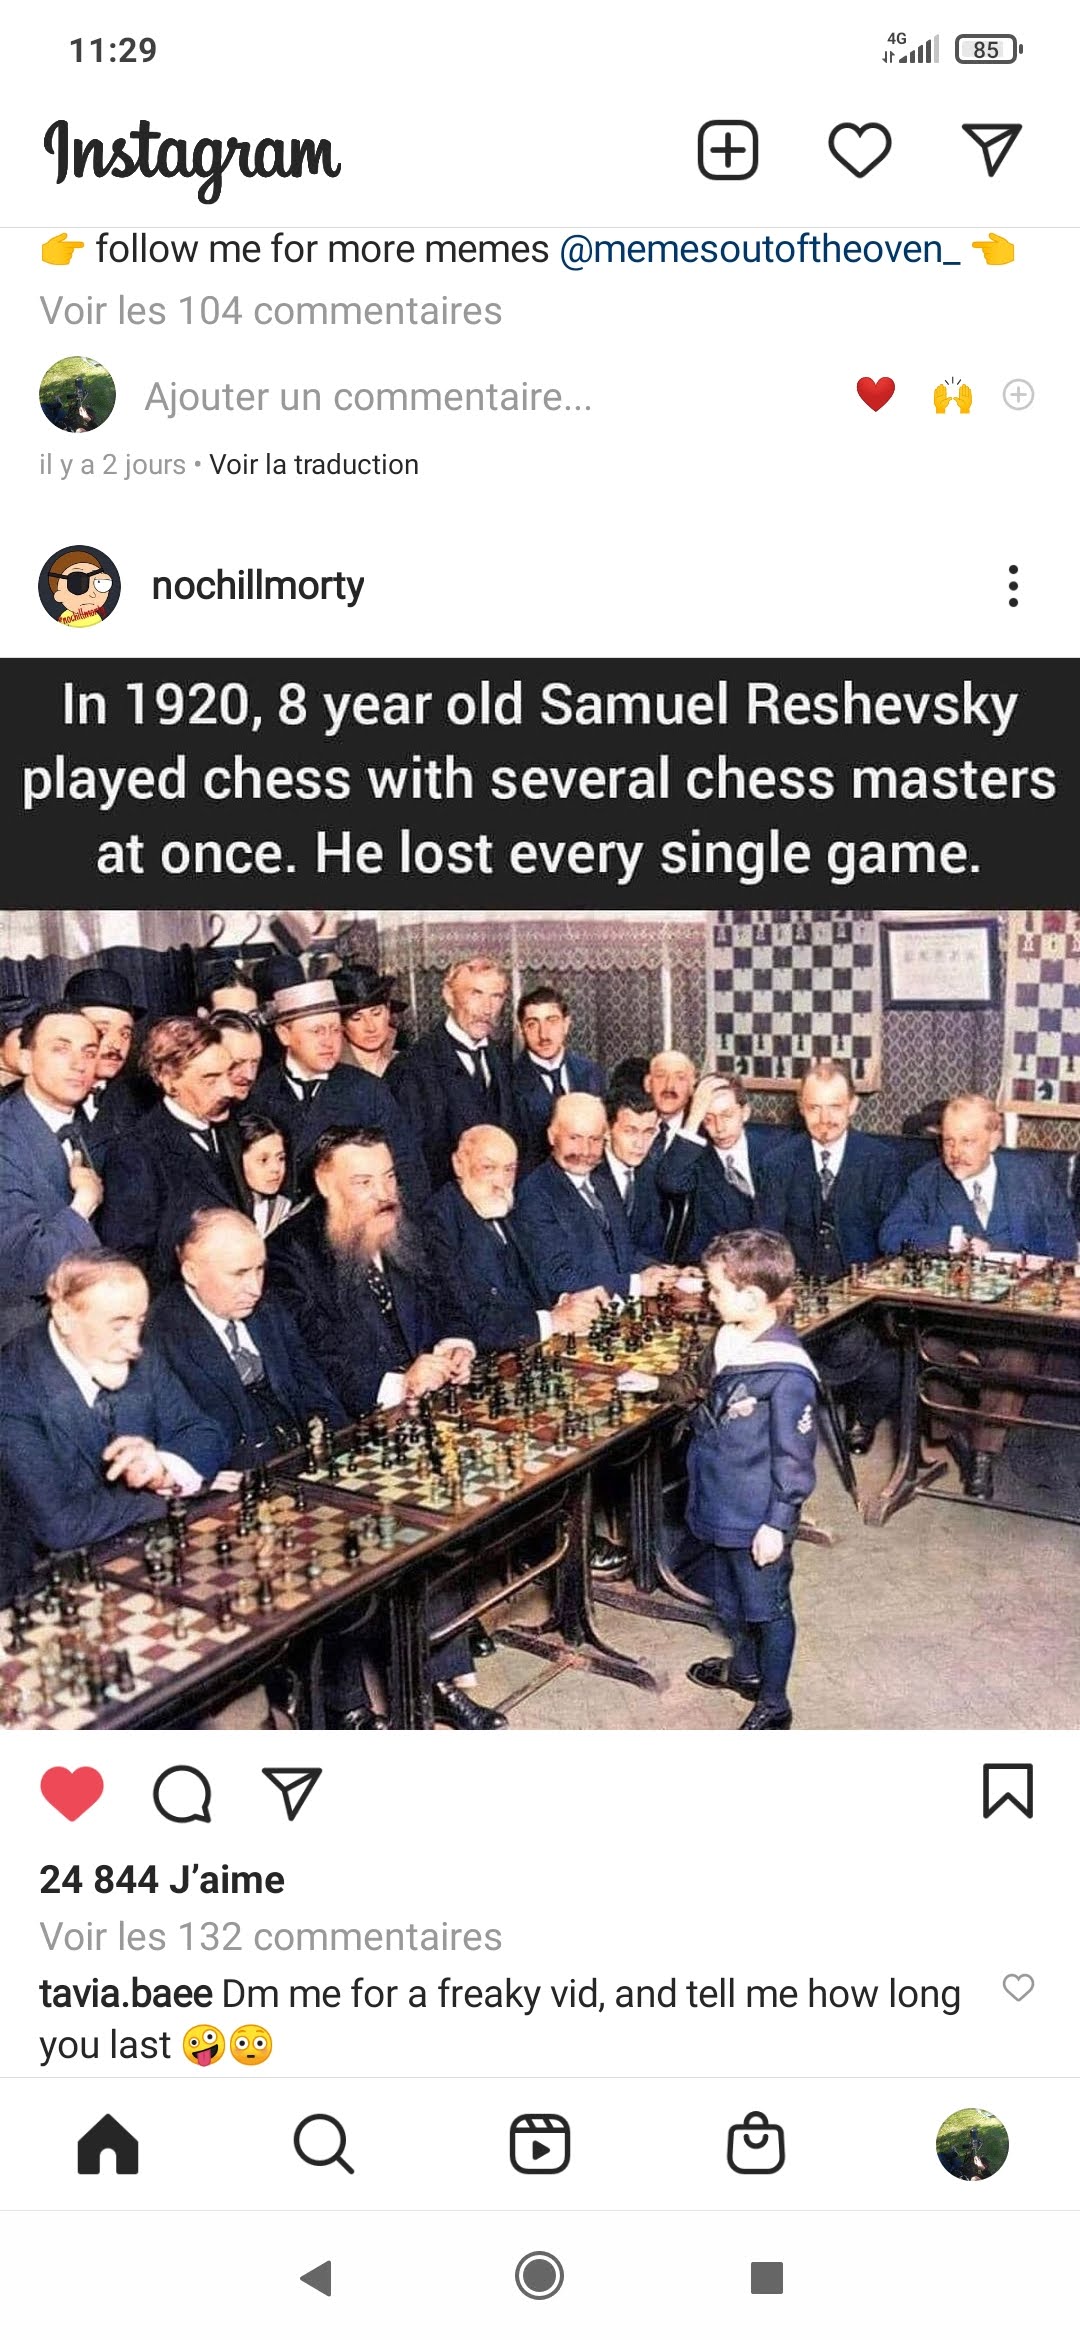 11:29
4G
85
Instagram
👉 follow me for more memes @memesoutoftheoven_ 👈
Voir les 104 commentaires
Ajouter un commentaire...
il y a 2 jours • Voir la traduction
nochillmorty
In 1920, 8 year old Samuel Reshevsky
played chess with several chess masters
at once. He lost every single game.
24 844 J’aime
Voir les 132 commentaires
tavia.baee Dm me for a freaky vid, and tell me how long
you last 🤪😳